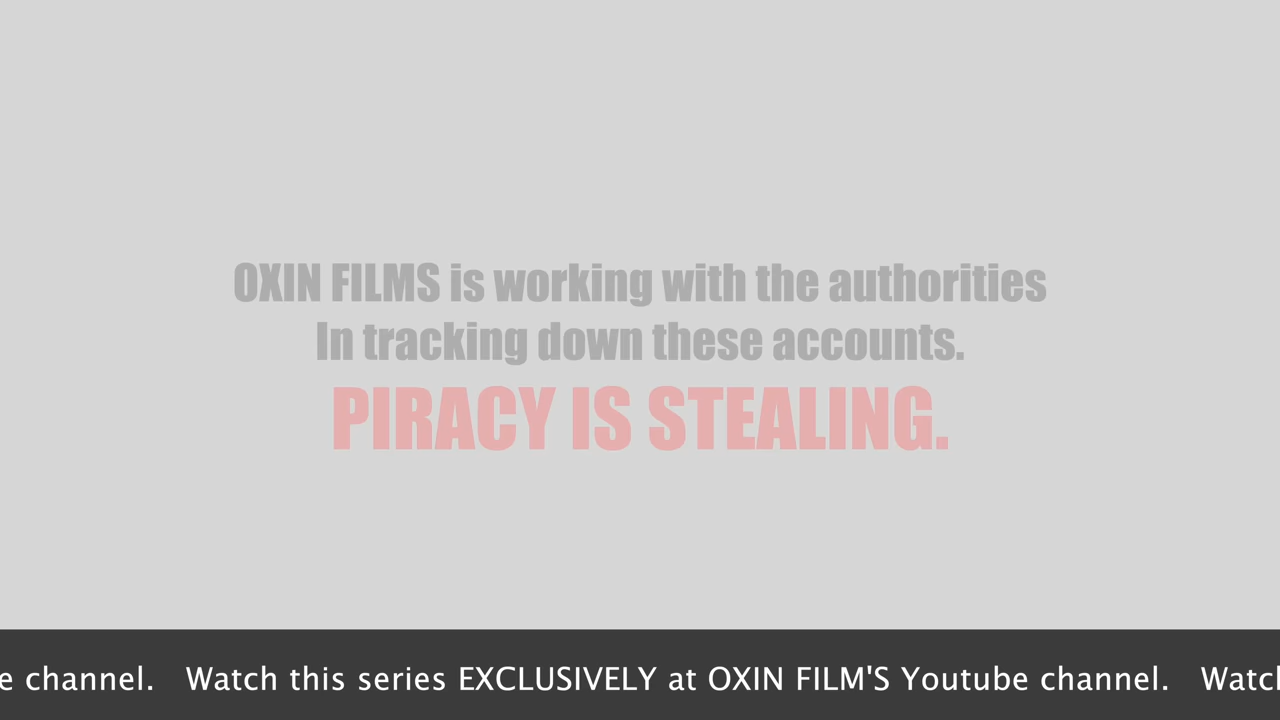 OXIN FILMS is working with the authorities
In tracking down these accounts.
PIRACY IS STEALING.
e channel.   Watch this series EXCLUSIVELY at OXIN FILM'S Youtube channel.   Watch